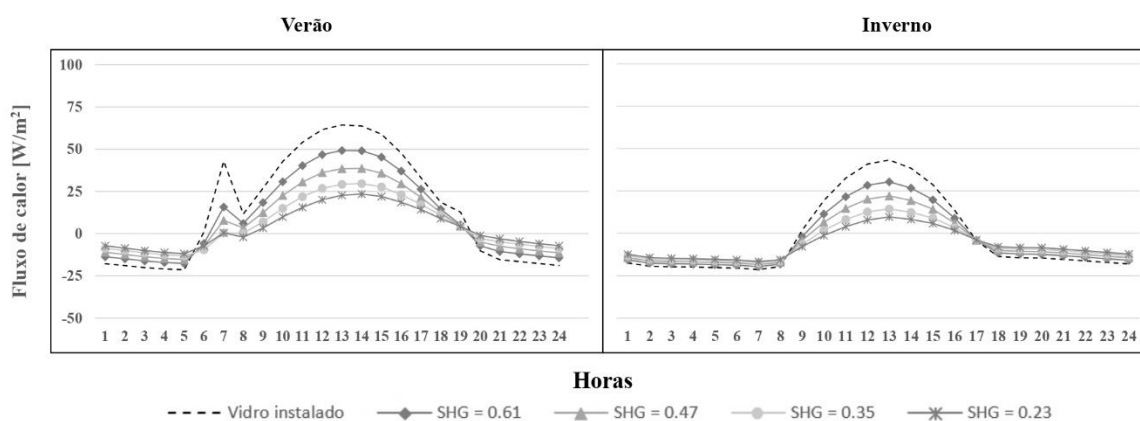 Verão Inverno
Fluxo de calor [W/m²]
100
75
50
25
0
-25
-50
1 2 3 4 5 6 7 8 9 10 11 12 13 14 15 16 17 18 19 20 21 22 23 24 1 2 3 4 5 6 7 8 9 10 11 12 13 14 15 16 17 18 19 20 21 22 23 24
Horas
Vidro instalado SHG = 0.61 SHG = 0.47 SHG = 0.35 SHG = 0.23